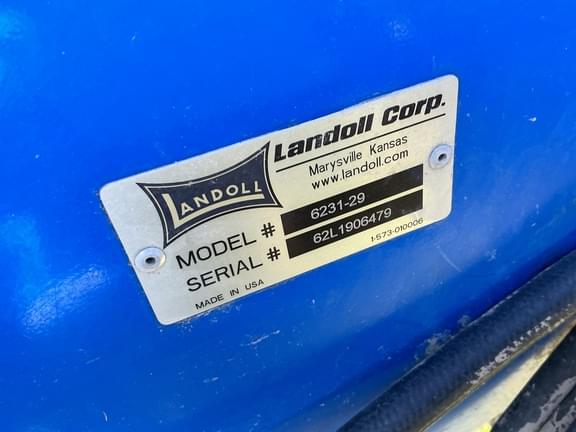 LANDOLL
Landoll Corp.
Marysville Kansas
www.landoll.com
MODEL # 6231-29
SERIAL # 62L1906479
MADE IN USA
1-573-010006